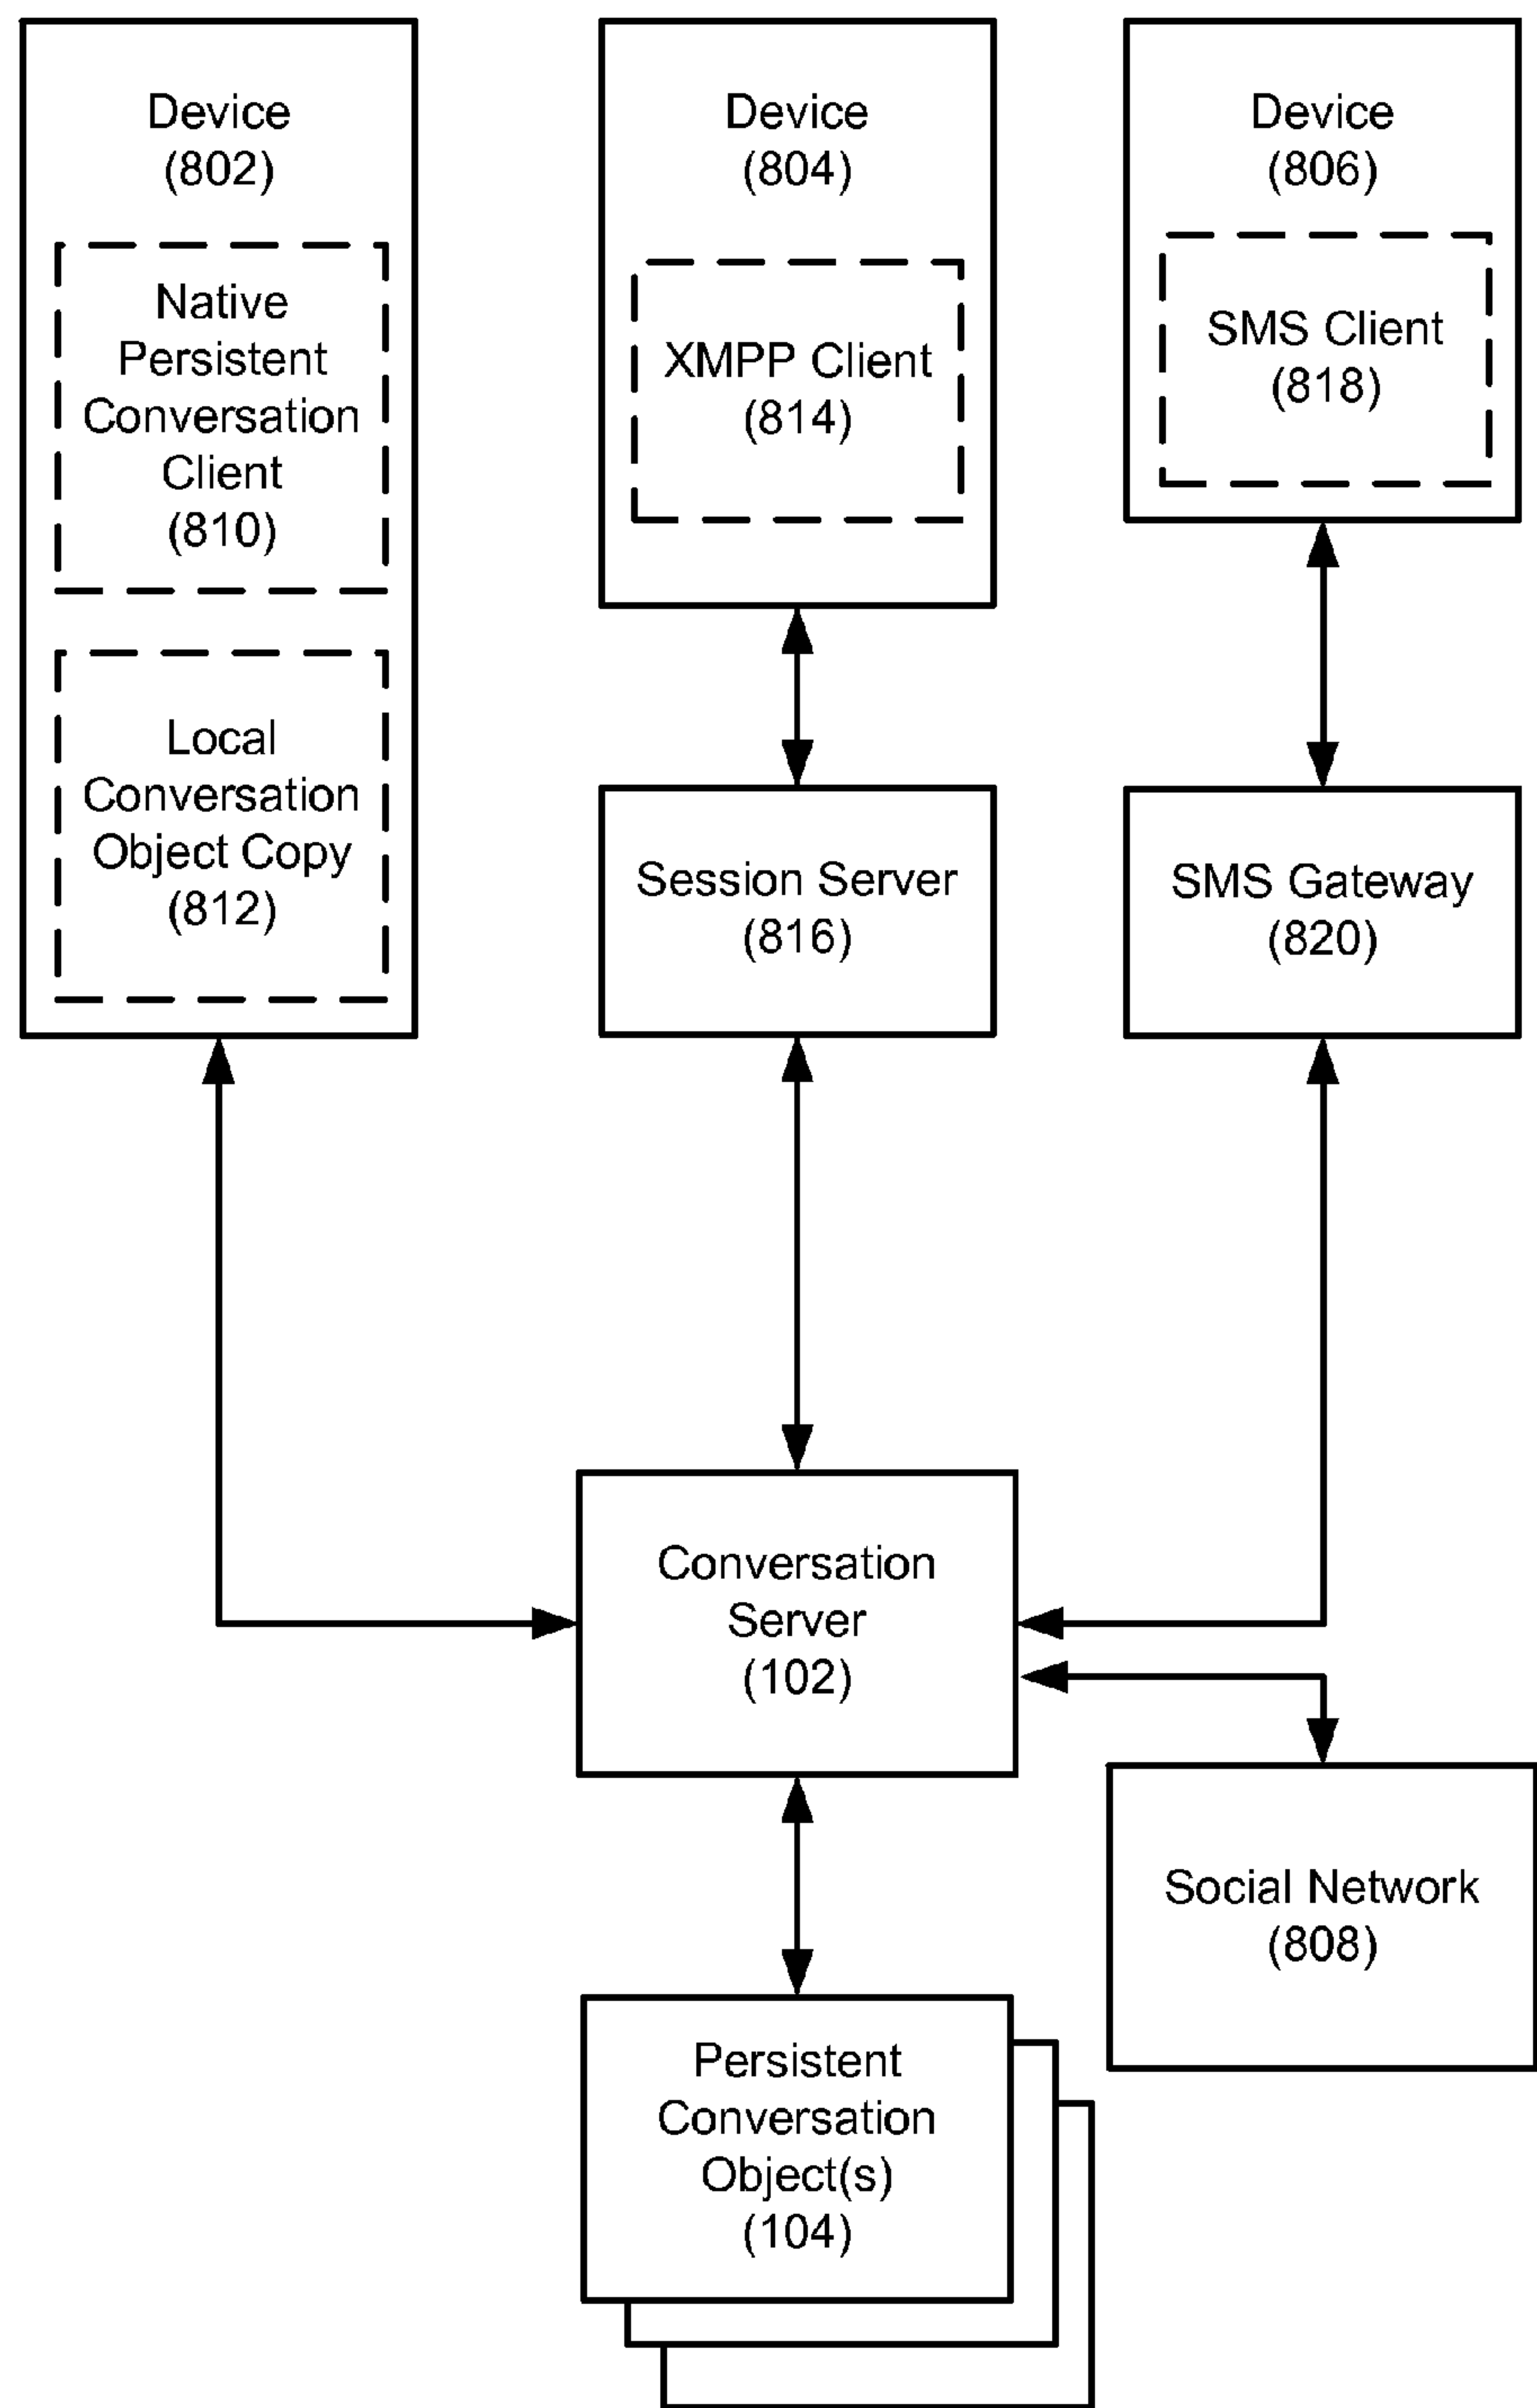 Device
(802)
Native
Persistent
Conversation
Client
(810)
Local
Conversation
Object Copy
(812)
Device
(804)
XMPP Client
(814)
Device
(806)
SMS Client
(818)
Session Server
(816)
SMS Gateway
(820)
Conversation
Server
(102)
Social Network
(808)
Persistent
Conversation
Object(s)
(104)